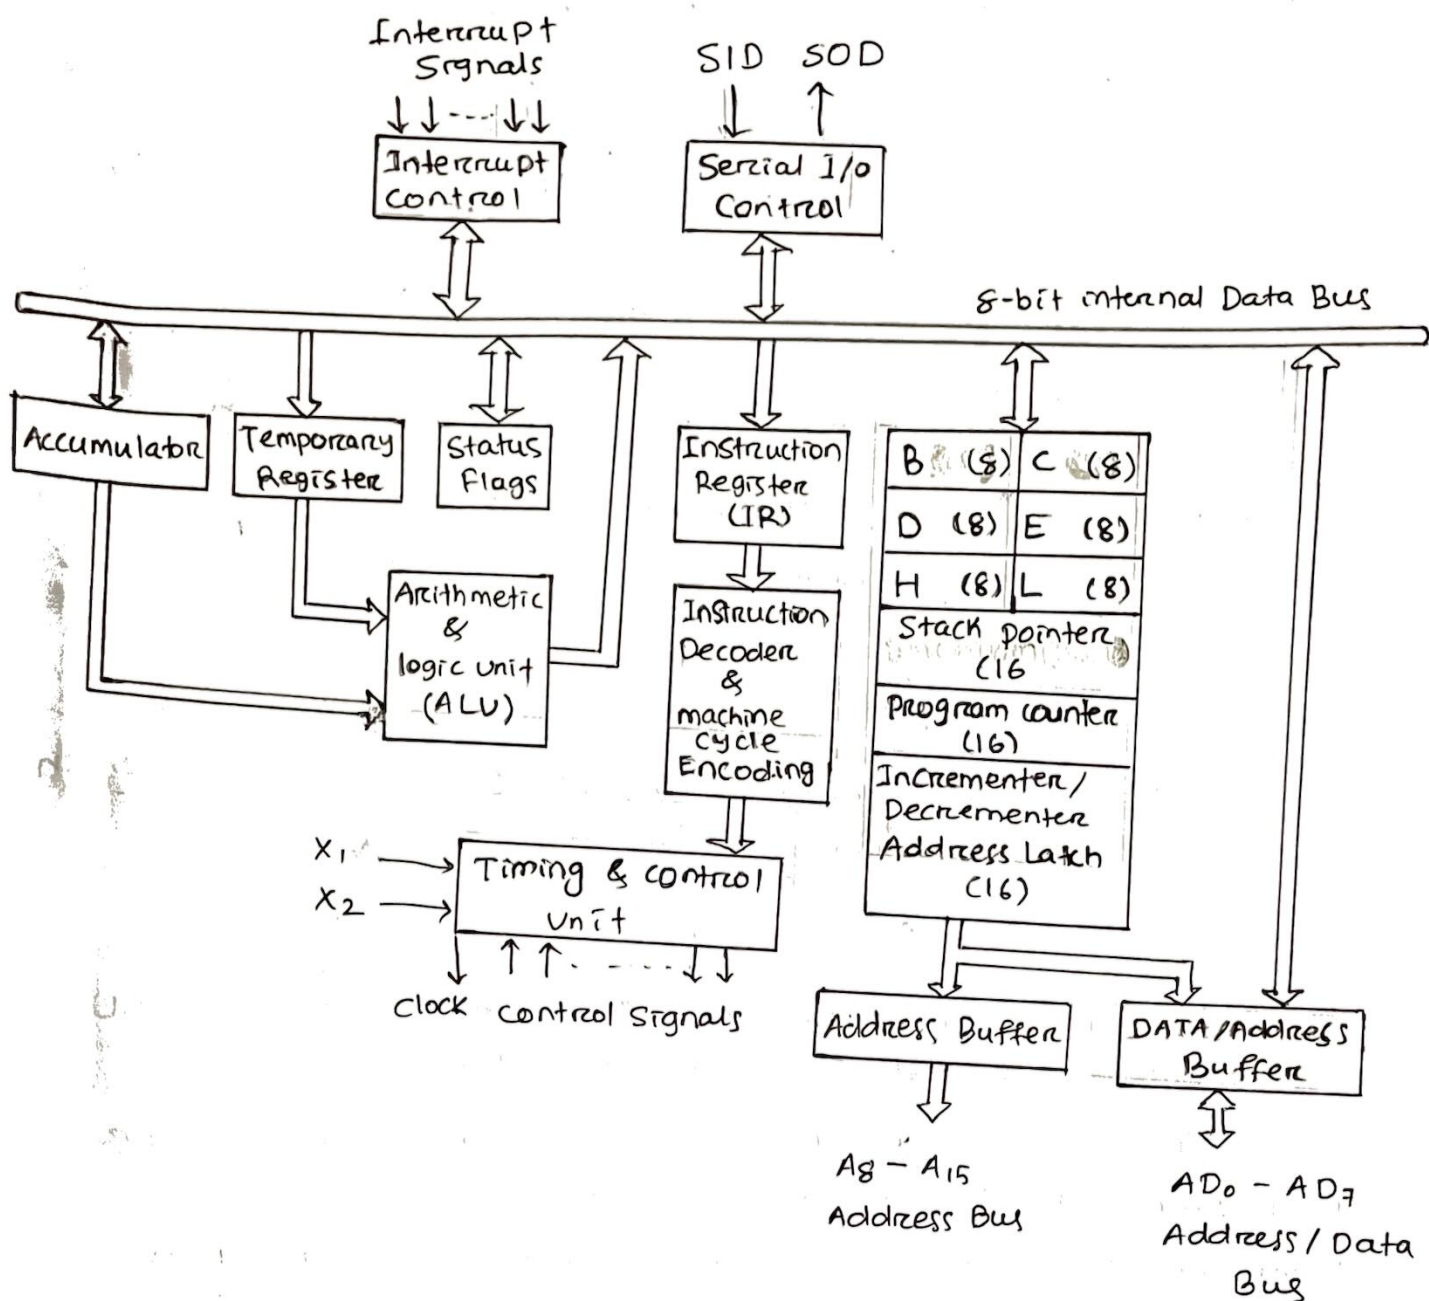 Interrupt
Signals
SID SOD
Interrupt
control
Serial I/O
Control
8-bit internal Data Bus
Accumulator
Temporary
Register
Status
Flags
Instruction
Register
(IR)
B (8) C (8)
D (8) E (8)
H (8) L (8)
Stack pointer
(16
Program counter
(16)
Incrementer/
Decrementer
Address Latch
(16)
Arithmetic
&
logic unit
(ALU)
Instruction
Decoder
&
machine
cycle
Encoding
X1
X2
Timing & control
unit
Clock control signals
Address Buffer
DATA/Address
Buffer
A8 - A15
Address Bus
AD0 - AD7
Address / Data
Bus